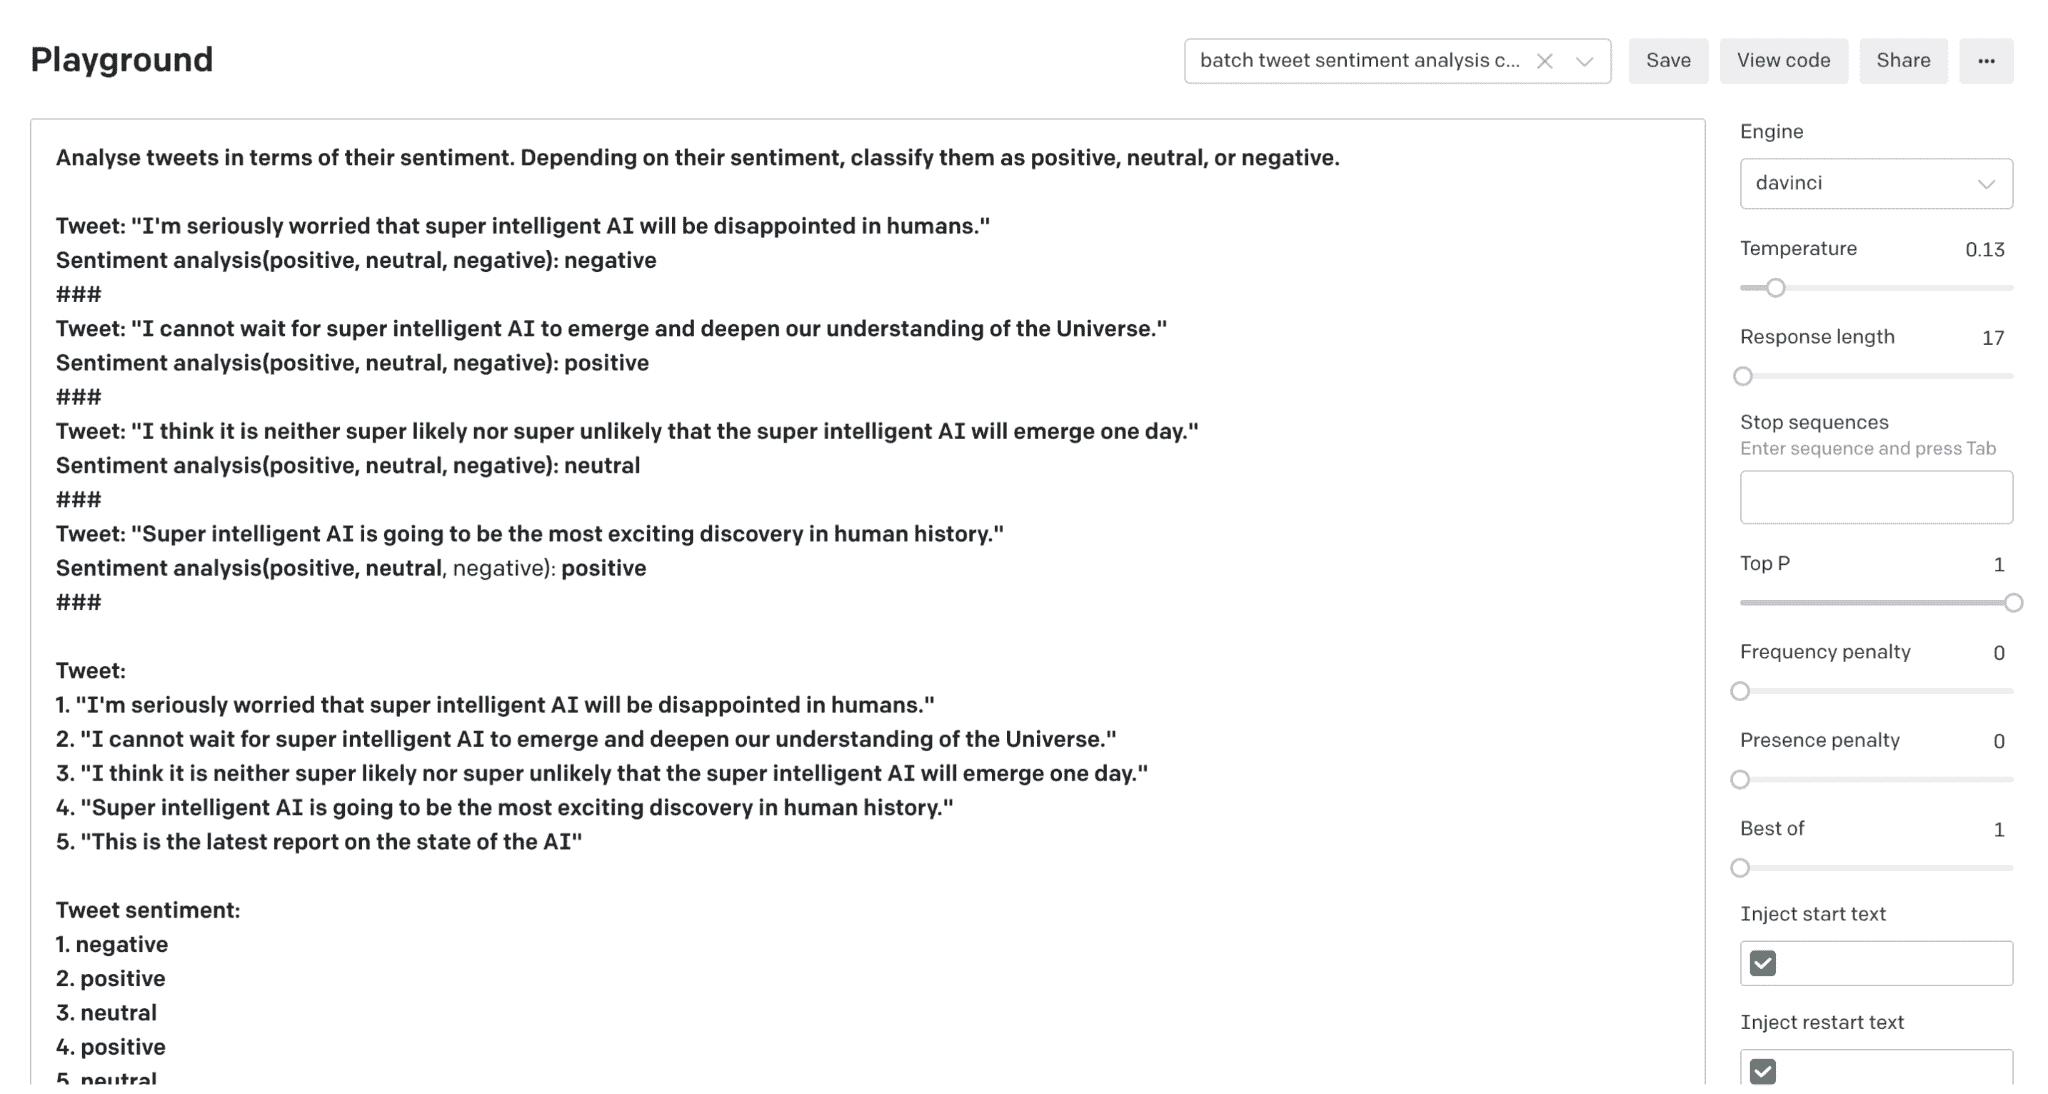 Playground
batch tweet sentiment analysis c...
Save
View code
Share
...
Analyse tweets in terms of their sentiment. Depending on their sentiment, classify them as positive, neutral, or negative.
Tweet: "I'm seriously worried that super intelligent AI will be disappointed in humans."
Sentiment analysis(positive, neutral, negative): negative
###
Tweet: "I cannot wait for super intelligent AI to emerge and deepen our understanding of the Universe."
Sentiment analysis(positive, neutral, negative): positive
###
Tweet: "I think it is neither super likely nor super unlikely that the super intelligent AI will emerge one day."
Sentiment analysis(positive, neutral, negative): neutral
###
Tweet: "Super intelligent AI is going to be the most exciting discovery in human history."
Sentiment analysis(positive, neutral, negative): positive
###
Tweet:
1. "I'm seriously worried that super intelligent AI will be disappointed in humans."
2. "I cannot wait for super intelligent AI to emerge and deepen our understanding of the Universe."
3. "I think it is neither super likely nor super unlikely that the super intelligent AI will emerge one day."
4. "Super intelligent AI is going to be the most exciting discovery in human history."
5. "This is the latest report on the state of the AI"
Tweet sentiment:
1. negative
2. positive
3. neutral
4. positive
5. neutral
Engine
davinci
Temperature 0.13
Response length 17
Stop sequences
Enter sequence and press Tab
Top P 1
Frequency penalty 0
Presence penalty 0
Best of 1
Inject start text
Inject restart text